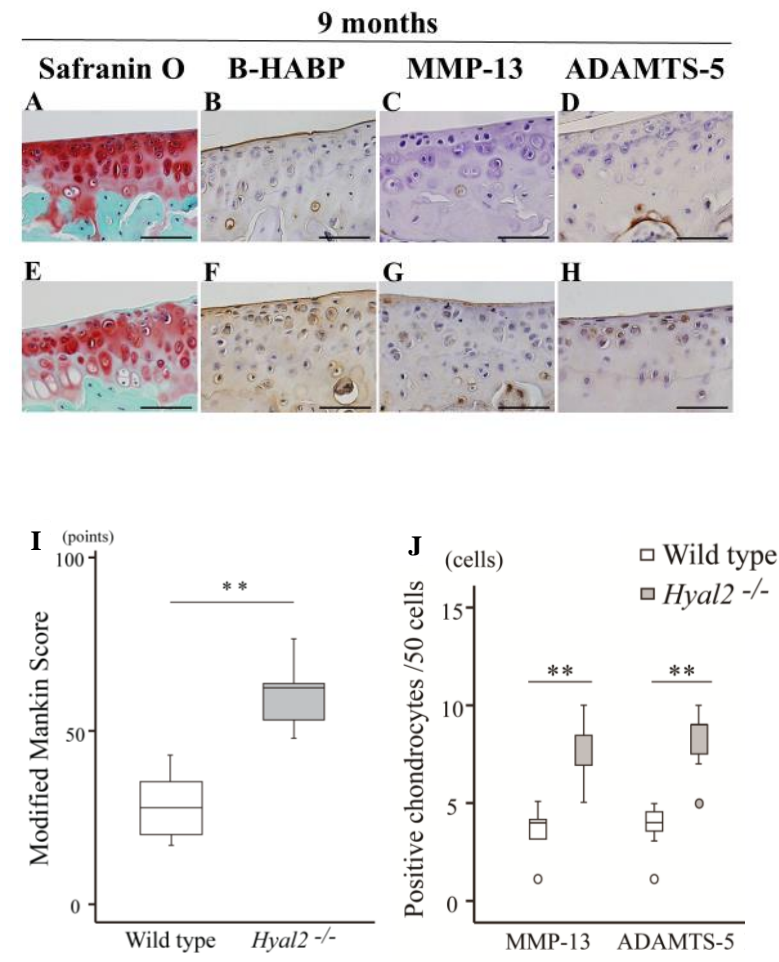 9 months
Safranin O B-HABP MMP-13 ADAMTS-5
A B C D
E F G H
I (points)
100
50
0
Modified Mankin Score
**
Wild type Hyal2 -/-
J (cells)
Wild type
Hyal2 -/-
15
10
5
0
Positive chondrocytes /50 cells
** **
MMP-13 ADAMTS-5